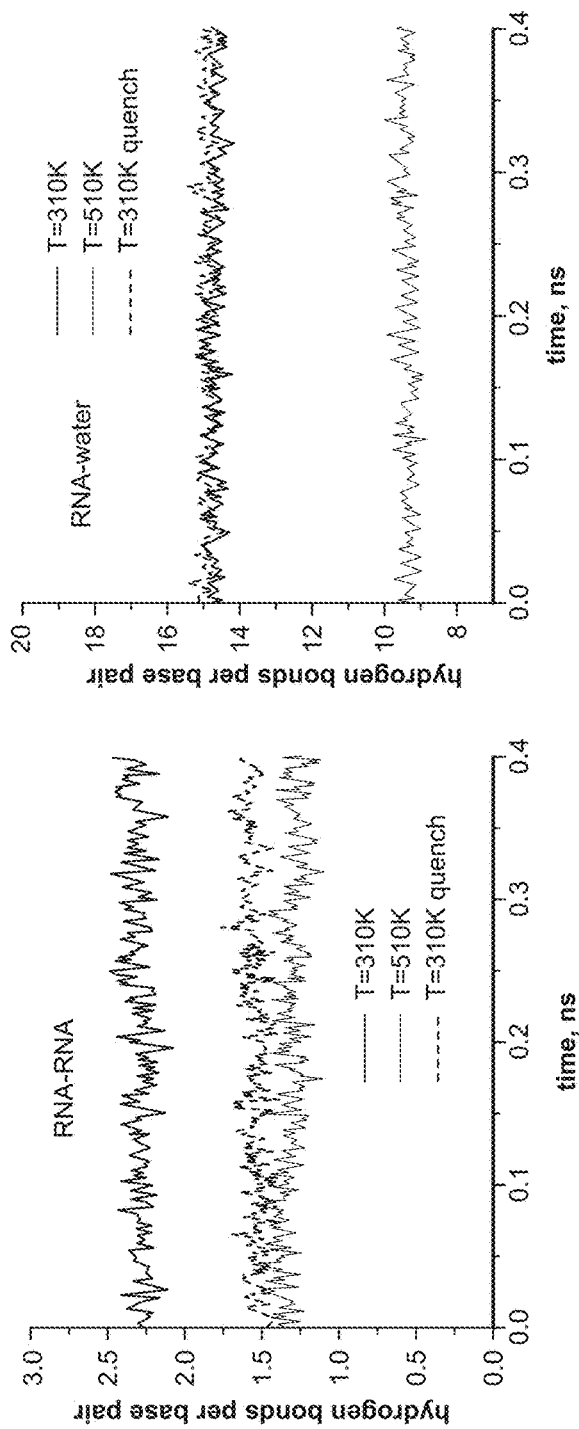 RNA-RNA
hydrogen bonds per base pair
3.0
2.5
2.0
1.5
1.0
0.5
0.0
T=310K
T=510K
T=310K quench
0.0 0.1 0.2 0.3 0.4
time, ns
RNA-water
hydrogen bonds per base pair
20
18
16
14
12
10
8
T=310K
T=510K
T=310K quench
0.0 0.1 0.2 0.3 0.4
time, ns